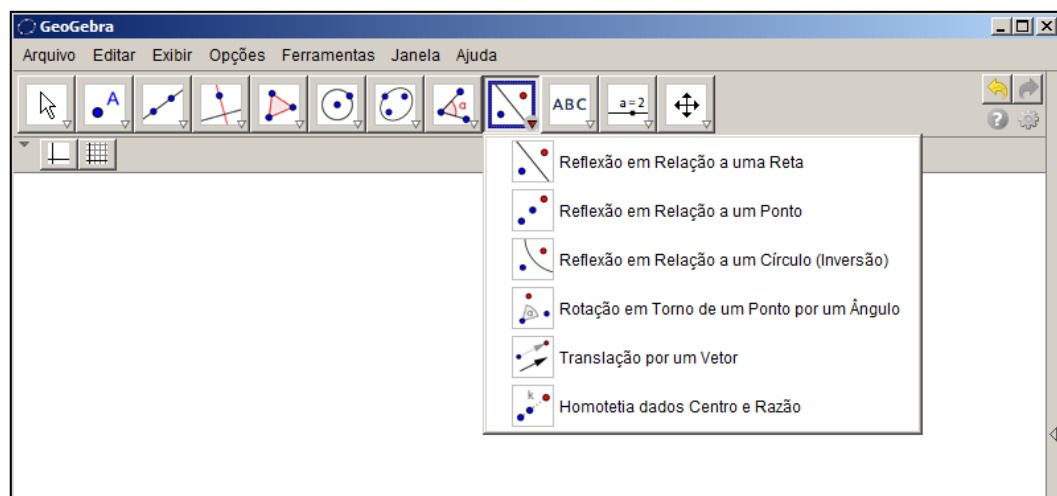 GeoGebra
Arquivo Editar Exibir Opções Ferramentas Janela Ajuda
A α ABC a=2
Reflexão em Relação a uma Reta
Reflexão em Relação a um Ponto
Reflexão em Relação a um Círculo (Inversão)
α Rotação em Torno de um Ponto por um Ângulo
Translação por um Vetor
k Homotetia dados Centro e Razão